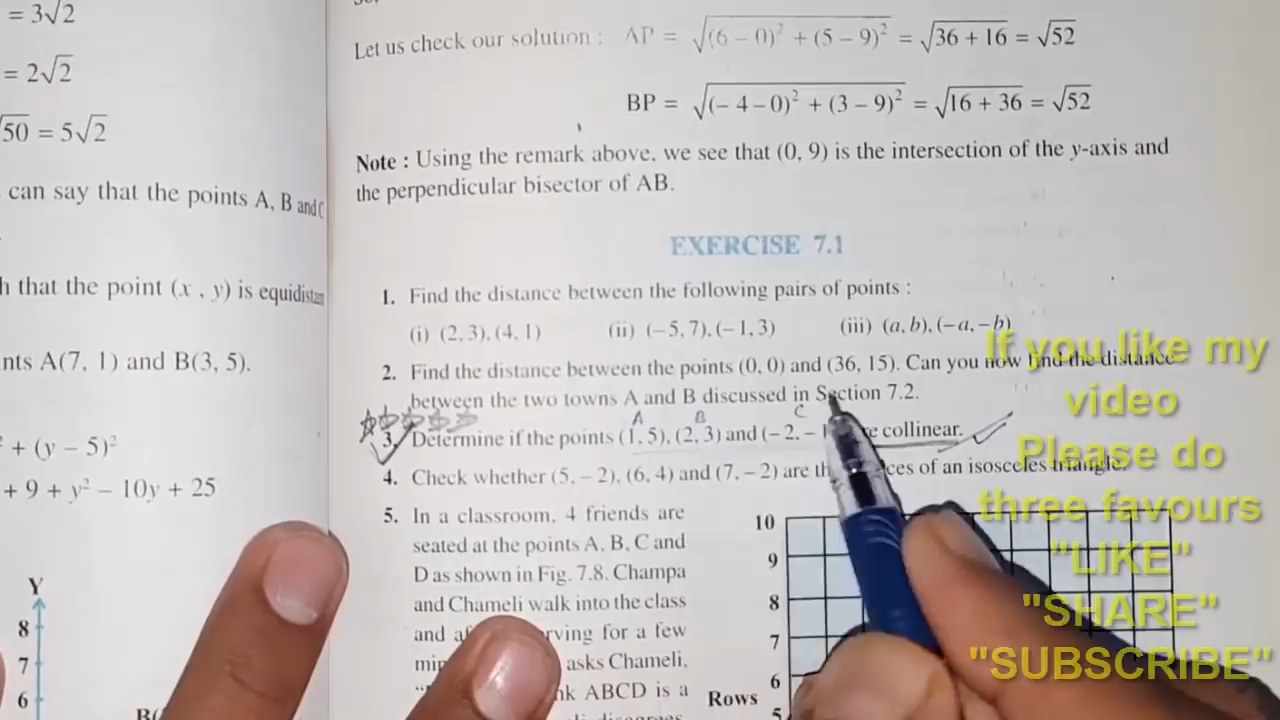 = 3√2
= 2√2
√50 = 5√2
can say that the points A, B and C
h that the point (x , y) is equidistant
nts A(7, 1) and B(3, 5).
+ (y – 5)²
+ 9 + y² – 10y + 25
Y
8
7
6
Let us check our solution : AP = √((6 – 0)² + (5 – 9)²) = √(36 + 16) = √52
BP = √((– 4 – 0)² + (3 – 9)²) = √(16 + 36) = √52
Note : Using the remark above, we see that (0, 9) is the intersection of the y-axis and
the perpendicular bisector of AB.
EXERCISE 7.1
1. Find the distance between the following pairs of points :
(i) (2, 3), (4, 1) (ii) (– 5, 7), (– 1, 3) (iii) (a, b), (– a, – b)
2. Find the distance between the points (0, 0) and (36, 15). Can you now find the distance
between the two towns A and B discussed in Section 7.2.
A B C
3. Determine if the points (1, 5), (2, 3) and (– 2, – collinear.
4. Check whether (5, – 2), (6, 4) and (7, – 2) are of an isosceles triangle.
5. In a classroom, 4 friends are
seated at the points A, B, C and
D as shown in Fig. 7.8. Champa
and Chameli walk into the class
and for a few
asks Chameli,
ABCD is a
10
9
8
7
6
5
Rows
If you like my
video
Please do
three favours
"LIKE"
"SHARE"
"SUBSCRIBE"